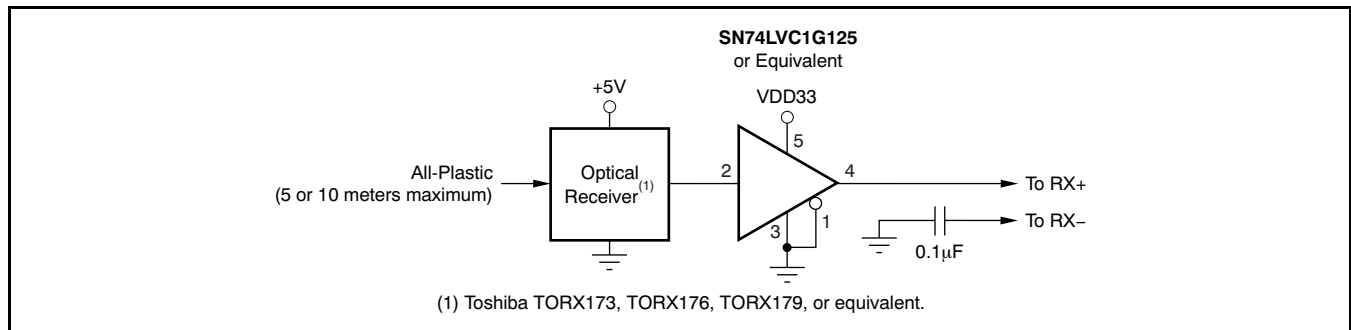 SN74LVC1G125
or Equivalent
+5V
VDD33
5
All-Plastic
(5 or 10 meters maximum)
Optical
Receiver(1)
2
4
To RX+
3
1
To RX−
0.1μF
(1) Toshiba TORX173, TORX176, TORX179, or equivalent.